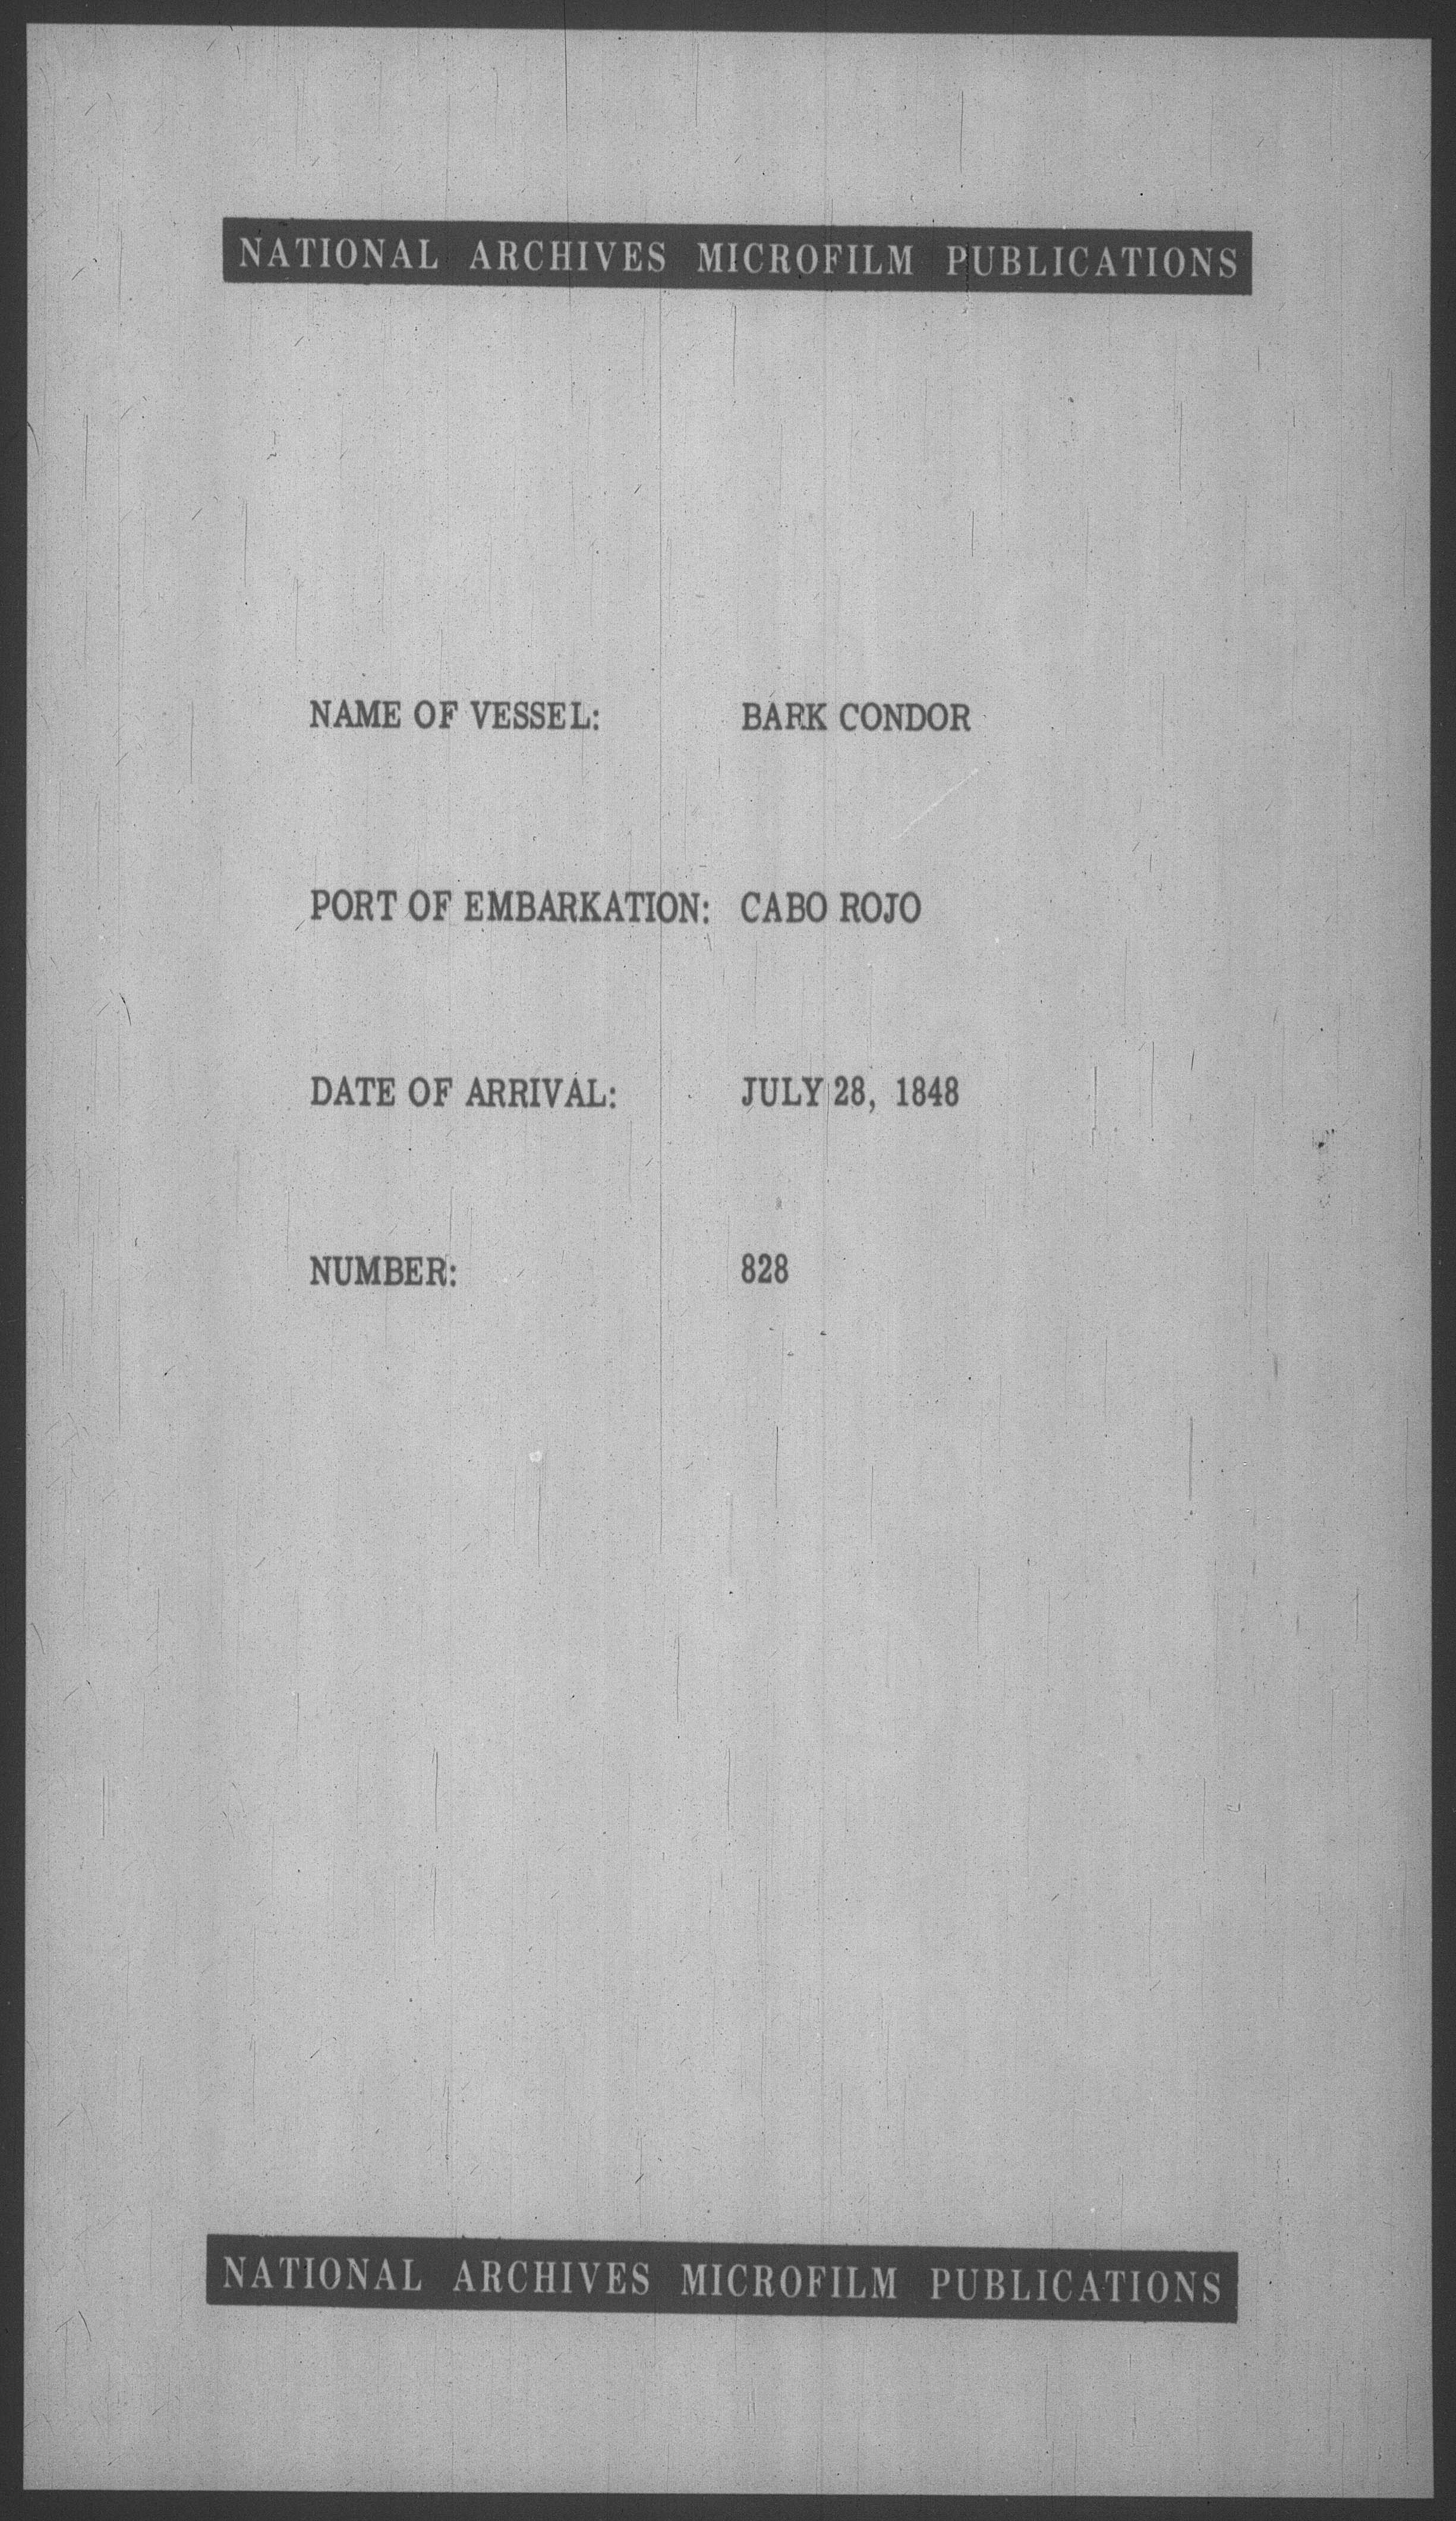 NATIONAL ARCHIVES MICROFILM PUBLICATIONS
NAME OF VESSEL: BARK CONDOR
PORT OF EMBARKATION: CABO ROJO
DATE OF ARRIVAL: JULY 28, 1848
NUMBER: 828
NATIONAL ARCHIVES MICROFILM PUBLICATIONS